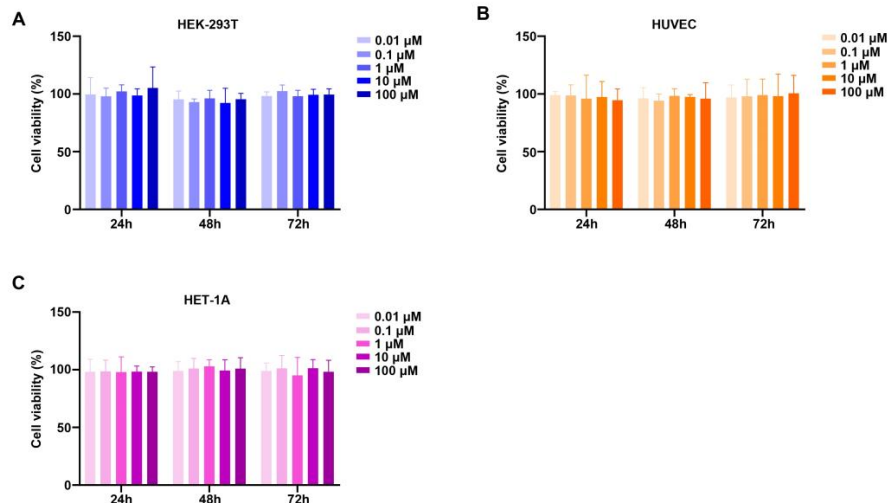 A
HEK-293T
Cell viability (%)
150
100
50
0
24h
48h
72h
0.01 μM
0.1 μM
1 μM
10 μM
100 μM
B
HUVEC
Cell viability (%)
150
100
50
0
24h
48h
72h
0.01 μM
0.1 μM
1 μM
10 μM
100 μM
C
HET-1A
Cell viability (%)
150
100
50
0
24h
48h
72h
0.01 μM
0.1 μM
1 μM
10 μM
100 μM